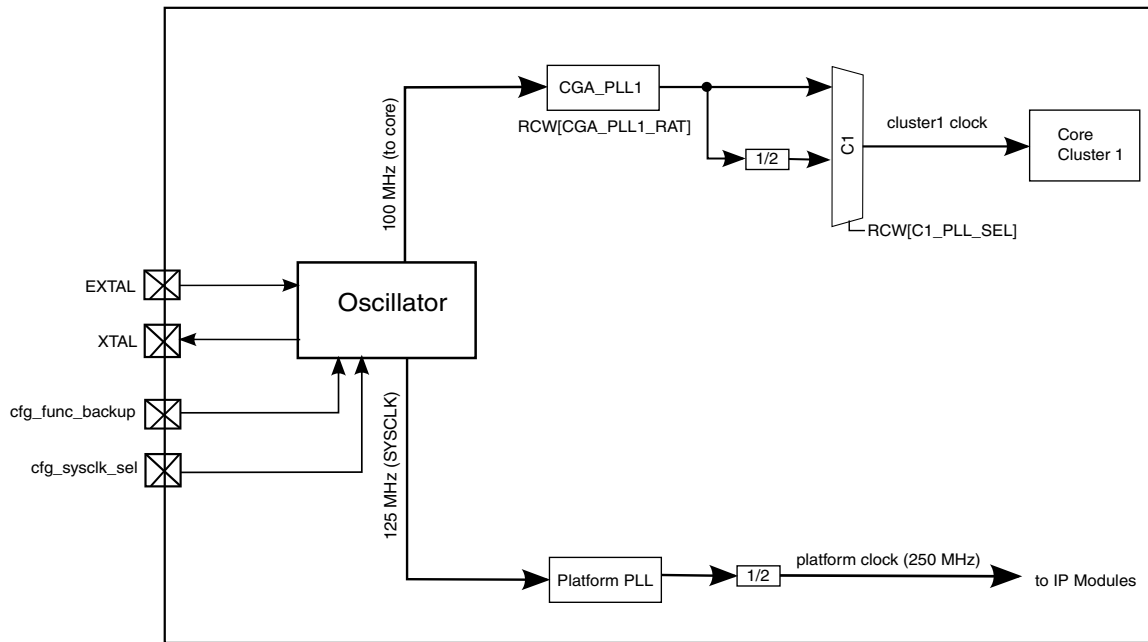 CGA_PLL1
RCW[CGA_PLL1_RAT]
1/2
C1
cluster1 clock
Core
Cluster 1
RCW[C1_PLL_SEL]
100 MHz (to core)
EXTAL
Oscillator
XTAL
cfg_func_backup
cfg_sysclk_sel
125 MHz (SYSCLK)
Platform PLL
1/2
platform clock (250 MHz)
to IP Modules